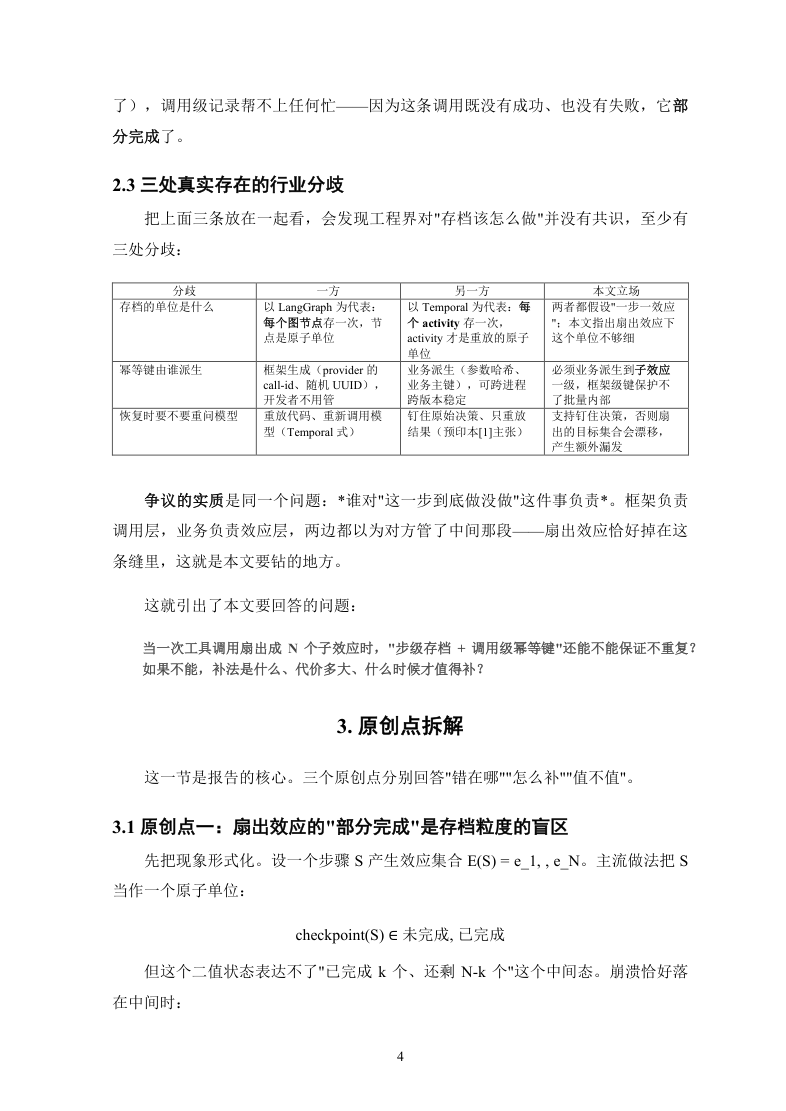 了），调用级记录帮不上任何忙——因为这条调用既没有成功、也没有失败，它部
分完成了。
2.3 三处真实存在的行业分歧
把上面三条放在一起看，会发现工程界对"存档该怎么做"并没有共识，至少有
三处分歧：
分歧 一方 另一方 本文立场
存档的单位是什么 以 LangGraph 为代表： 以 Temporal 为代表：每 两者都假设"一步一效应
每个图节点存一次，节 个 activity 存一次， "；本文指出扇出效应下
点是原子单位 activity 才是重放的原子 这个单位不够细
单位
幂等键由谁派生 框架生成（provider 的 业务派生（参数哈希、 必须业务派生到子效应
call-id、随机 UUID）， 业务主键），可跨进程 一级，框架级键保护不
开发者不用管 跨版本稳定 了批量内部
恢复时要不要重问模型 重放代码、重新调用模 钉住原始决策、只重放 支持钉住决策，否则扇
型（Temporal 式） 结果（预印本[1]主张） 出的目标集合会漂移，
产生额外漏发
争议的实质是同一个问题：*谁对"这一步到底做没做"这件事负责*。框架负责
调用层，业务负责效应层，两边都以为对方管了中间那段——扇出效应恰好掉在这
条缝里，这就是本文要钻的地方。
这就引出了本文要回答的问题：
当一次工具调用扇出成 N 个子效应时，"步级存档 + 调用级幂等键"还能不能保证不重复？
如果不能，补法是什么、代价多大、什么时候才值得补？
3. 原创点拆解
这一节是报告的核心。三个原创点分别回答"错在哪""怎么补""值不值"。
3.1 原创点一：扇出效应的"部分完成"是存档粒度的盲区
先把现象形式化。设一个步骤 S 产生效应集合 E(S) = e_1, , e_N。主流做法把 S
当作一个原子单位：
checkpoint(S) ∈ 未完成, 已完成
但这个二值状态表达不了"已完成 k 个、还剩 N-k 个"这个中间态。崩溃恰好落
在中间时：
4